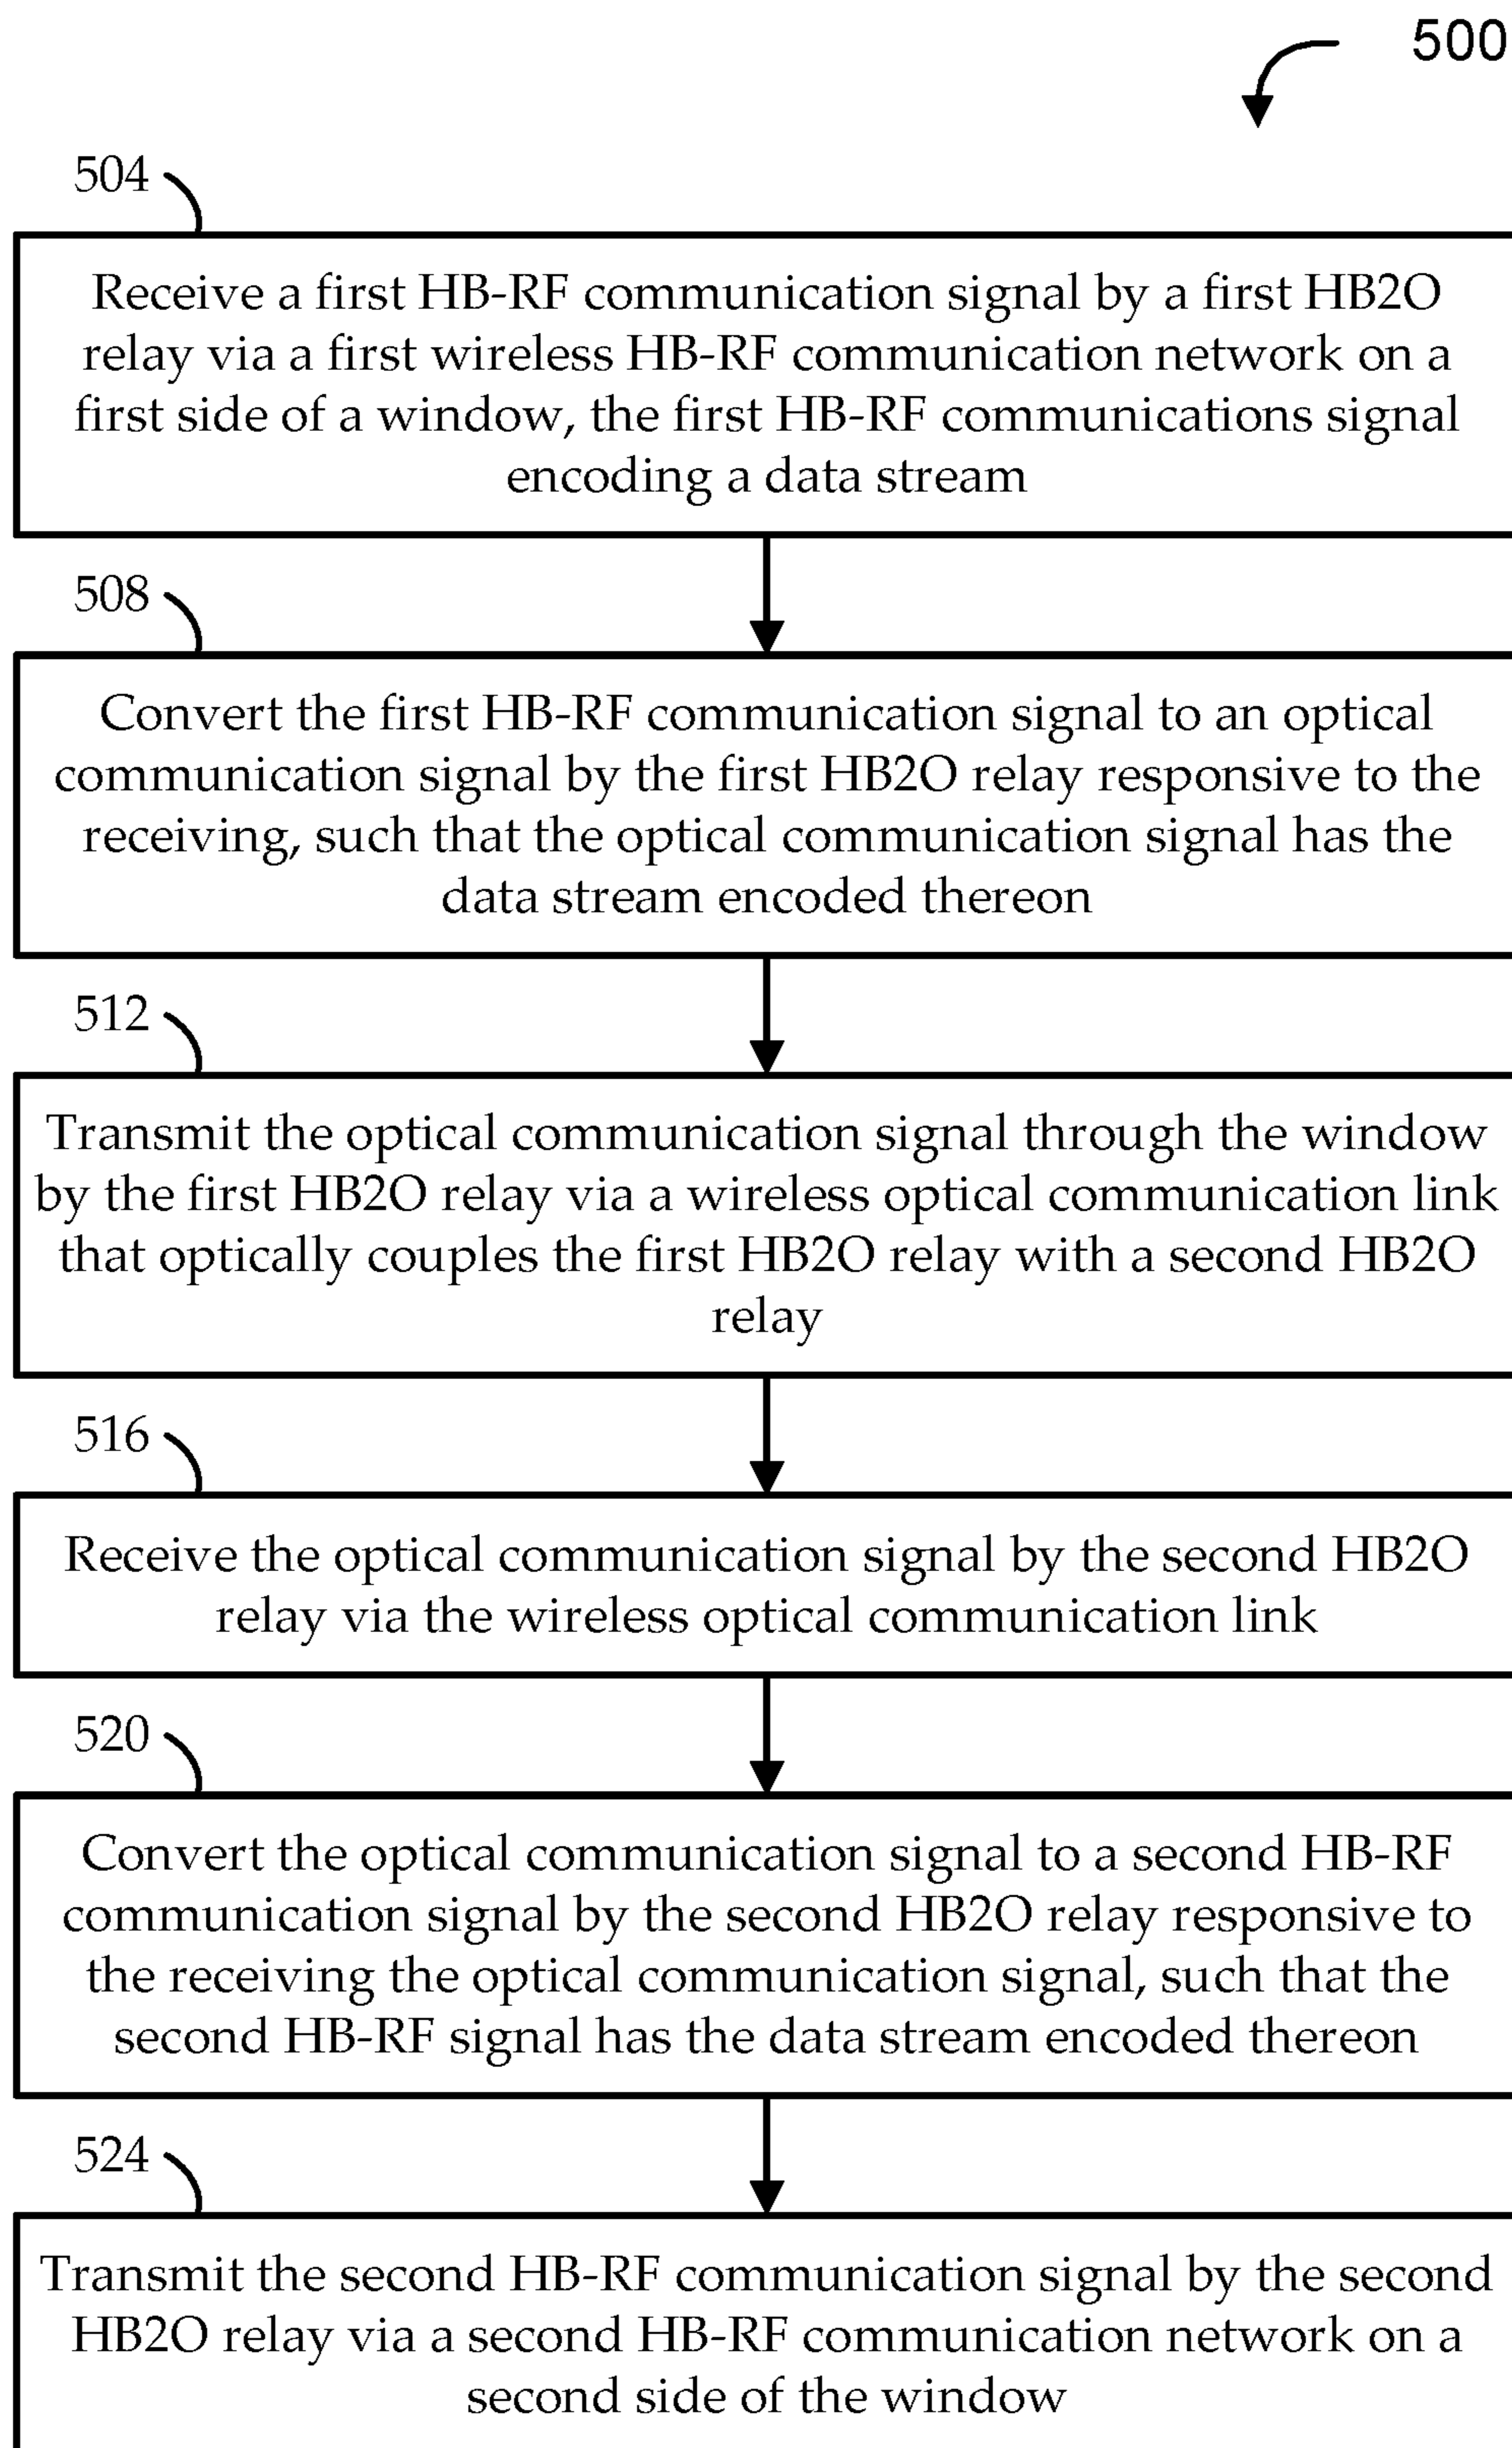 500
504
Receive a first HB-RF communication signal by a first HB2O
relay via a first wireless HB-RF communication network on a
first side of a window, the first HB-RF communications signal
encoding a data stream
508
Convert the first HB-RF communication signal to an optical
communication signal by the first HB2O relay responsive to the
receiving, such that the optical communication signal has the
data stream encoded thereon
512
Transmit the optical communication signal through the window
by the first HB2O relay via a wireless optical communication link
that optically couples the first HB2O relay with a second HB2O
relay
516
Receive the optical communication signal by the second HB2O
relay via the wireless optical communication link
520
Convert the optical communication signal to a second HB-RF
communication signal by the second HB2O relay responsive to
the receiving the optical communication signal, such that the
second HB-RF signal has the data stream encoded thereon
524
Transmit the second HB-RF communication signal by the second
HB2O relay via a second HB-RF communication network on a
second side of the window